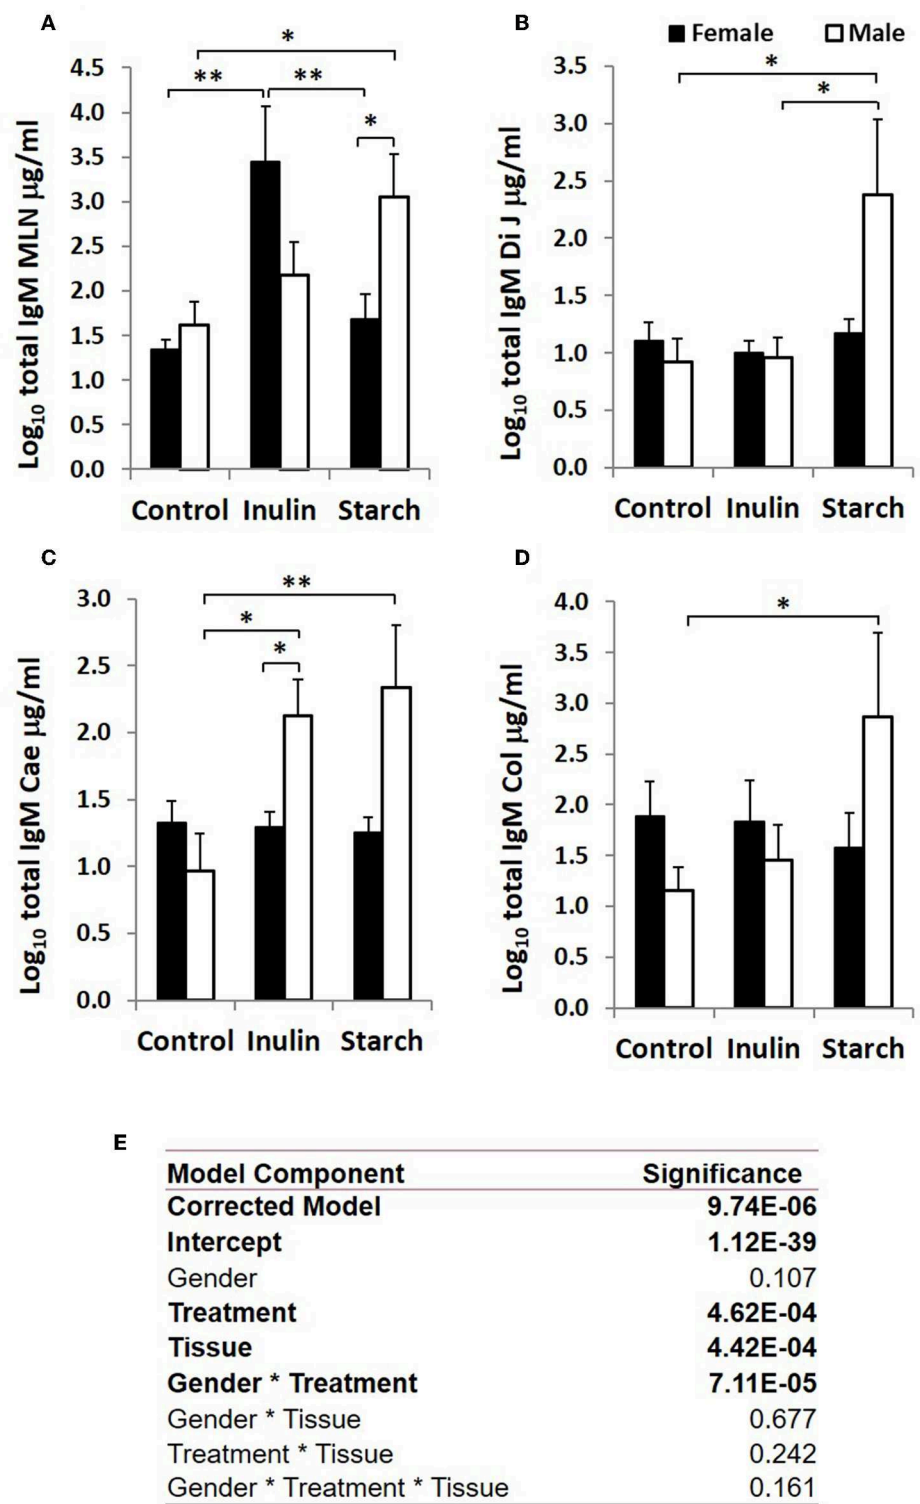 A
B
Female Male
*
** **
*
*
*
4.5
4.0
3.5
3.0
2.5
2.0
1.5
1.0
0.5
0.0
Log10 total IgM MLN µg/ml
Control Inulin Starch
3.5
3.0
2.5
2.0
1.5
1.0
0.5
0.0
Log10 total IgM Di J µg/ml
Control Inulin Starch
C
D
**
*
*
*
3.0
2.5
2.0
1.5
1.0
0.5
0.0
Log10 total IgM Cae µg/ml
Control Inulin Starch
4.0
3.5
3.0
2.5
2.0
1.5
1.0
0.5
0.0
Log10 total IgM Col µg/ml
Control Inulin Starch
E
Model Component Significance
Corrected Model 9.74E-06
Intercept 1.12E-39
Gender 0.107
Treatment 4.62E-04
Tissue 4.42E-04
Gender * Treatment 7.11E-05
Gender * Tissue 0.677
Treatment * Tissue 0.242
Gender * Treatment * Tissue 0.161